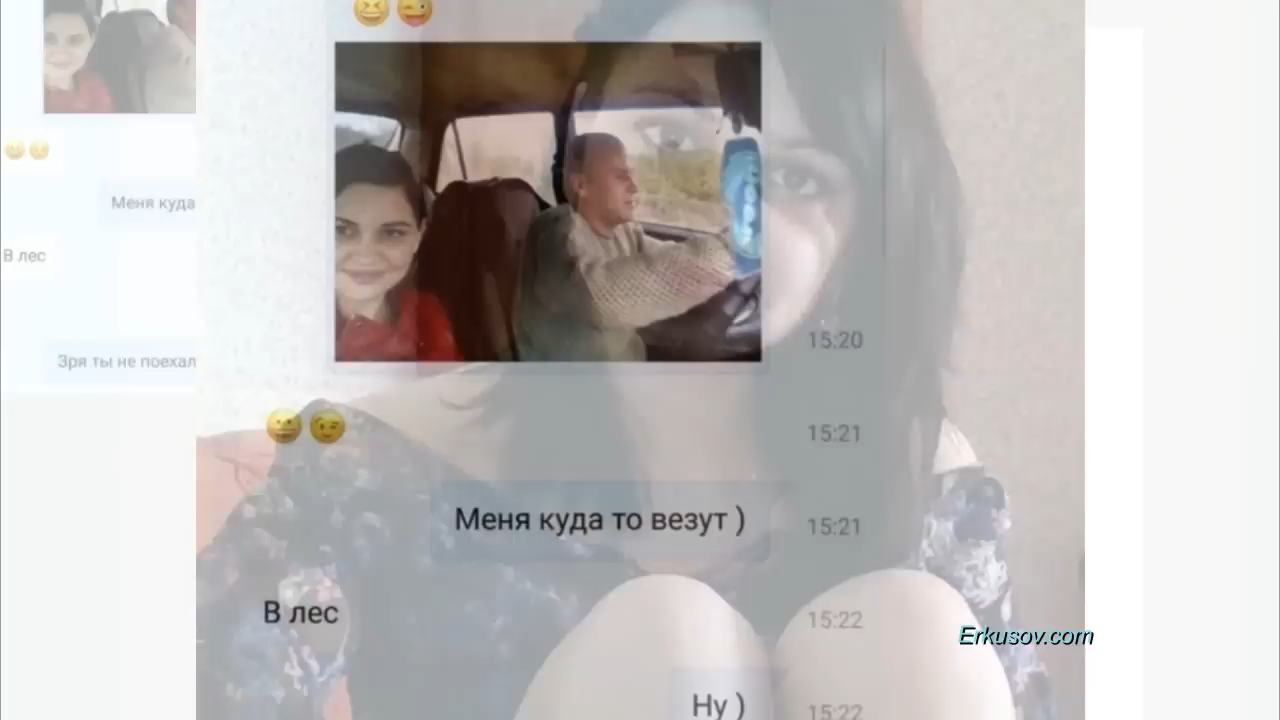 Меня куда
В лес
Зря ты не поехал
15:20
15:21
Меня куда то везут )
15:21
В лес
15:22
Erkusov.com
Ну )
15:22